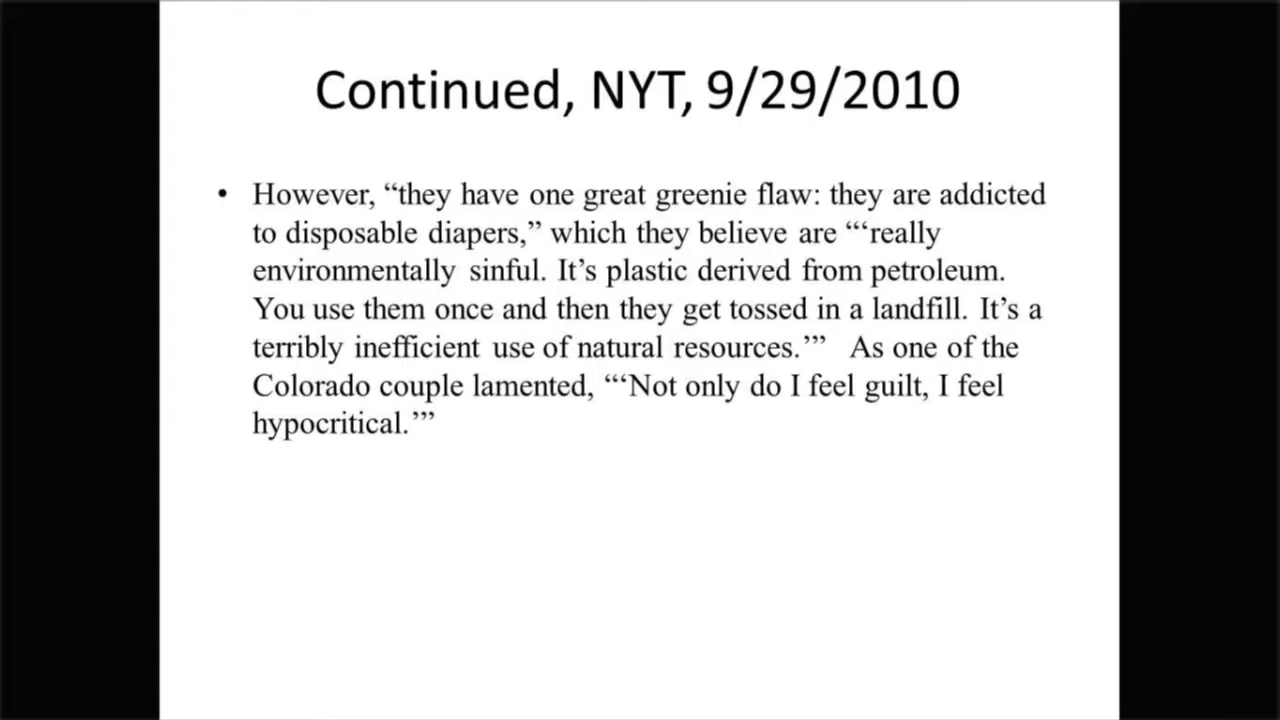 Continued, NYT, 9/29/2010
• However, “they have one great greenie flaw: they are addicted
to disposable diapers,” which they believe are “‘really
environmentally sinful. It’s plastic derived from petroleum.
You use them once and then they get tossed in a landfill. It’s a
terribly inefficient use of natural resources.’” As one of the
Colorado couple lamented, “‘Not only do I feel guilt, I feel
hypocritical.’”